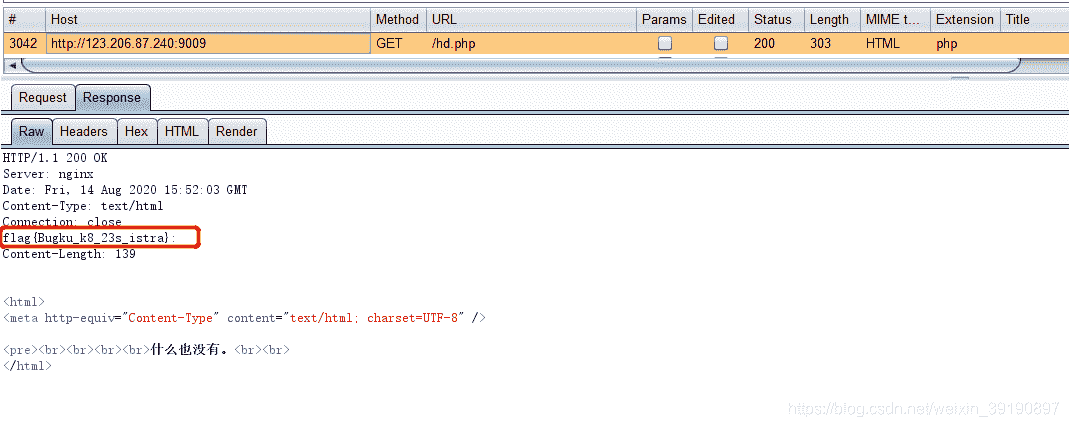 # Host Method URL Params Edited Status Length MIME t... Extension Title
3042 http://123.206.87.240:9009 GET /hd.php 200 303 HTML php
Request Response
Raw Headers Hex HTML Render
HTTP/1.1 200 OK
Server: nginx
Date: Fri, 14 Aug 2020 15:52:03 GMT
Content-Type: text/html
Connection: close
flag{Bugku_k8_23s_istra}:
Content-Length: 139
<html>
<meta http-equiv="Content-Type" content="text/html; charset=UTF-8" />
<pre><br><br><br><br>什么也没有。<br><br>
</html>
https://blog.csdn.net/weixin_39190897